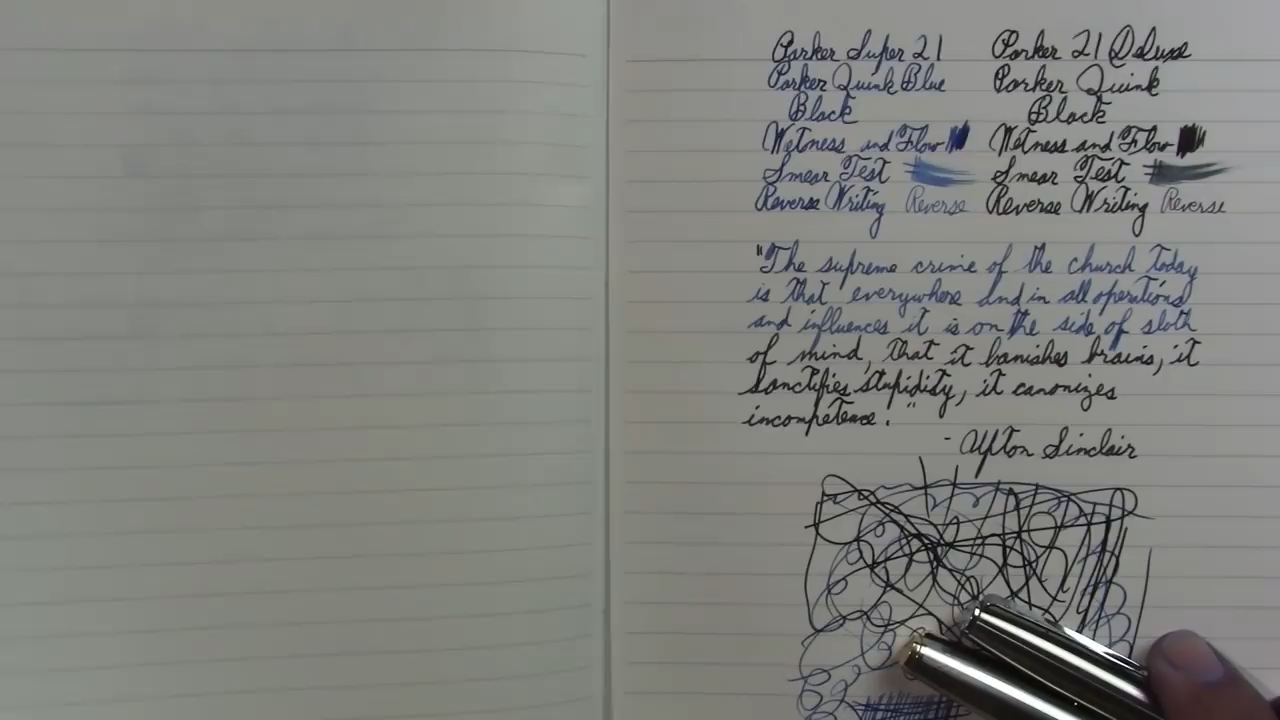 Parker Super 21
Parker Quink Blue
Black
Wetness and Flow
Smear Test
Reverse Writing Reverse
Parker 21 Deluxe
Parker Quink
Black
Wetness and Flow
Smear Test
Reverse Writing Reverse
"The supreme crime of the church today
is that everywhere and in all operations
and influences it is on the side of sloth
of mind, that it banishes brains, it
sanctifies stupidity, it canonizes
incompetence."
- Upton Sinclair